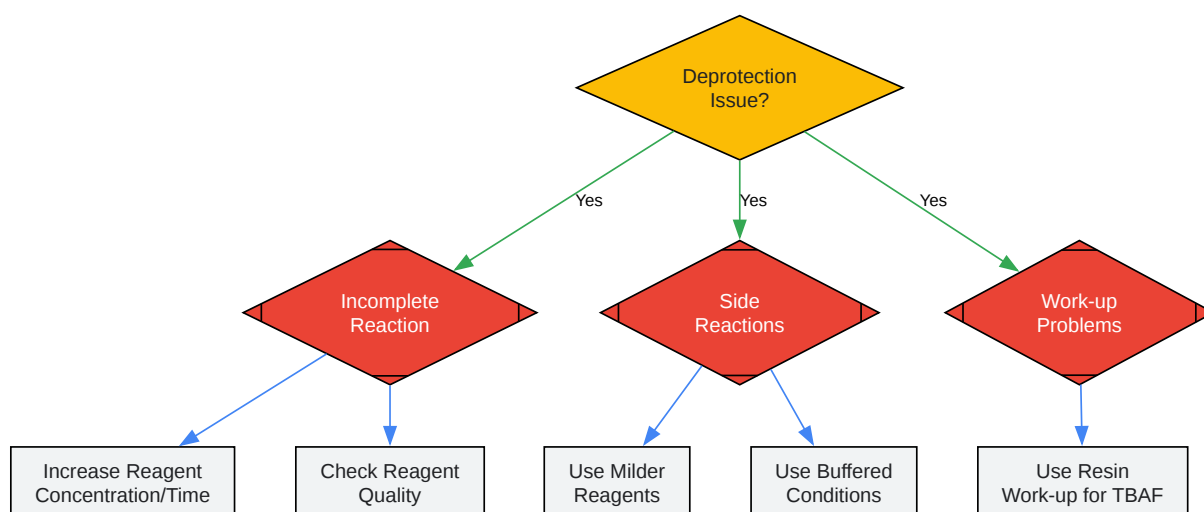 Deprotection
Issue?
Yes
Yes
Yes
Incomplete
Reaction
Side
Reactions
Work-up
Problems
Increase Reagent
Concentration/Time
Check Reagent
Quality
Use Milder
Reagents
Use Buffered
Conditions
Use Resin
Work-up for TBAF